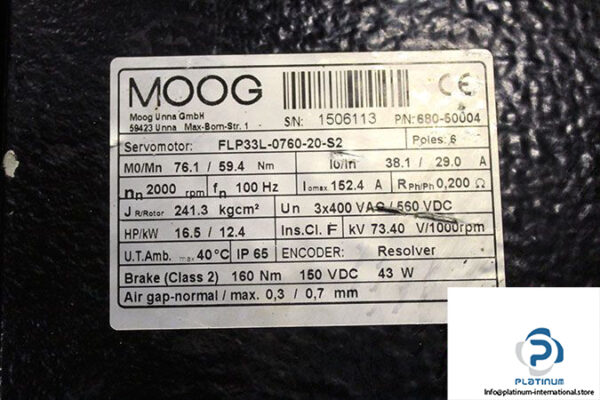 MOOG
CE
Moog Unna GmbH
59423 Unna Max-Born-Str. 1
S/N: 1506113 P/N: 680-60004
Servomotor: FLP33L-0760-20-S2 Poles: 6
M0/Mn 76.1 / 59.4 Nm Io/In 38.1 / 29.0 A
nn 2000 rpm fn 100 Hz Iomax 152.4 A R Ph/Ph 0,200 Ω
J R/Rotor 241.3 kgcm² Un 3x400 VAC / 560 VDC
HP/kW 16.5 / 12.4 Ins.Cl. F kV 73.40 V/1000rpm
U.T.Amb. max 40°C IP 65 ENCODER: Resolver
Brake (Class 2) 160 Nm 150 VDC 43 W
Air gap-normal / max. 0,3 / 0,7 mm
PLATINUM
Info@platinum-international.store